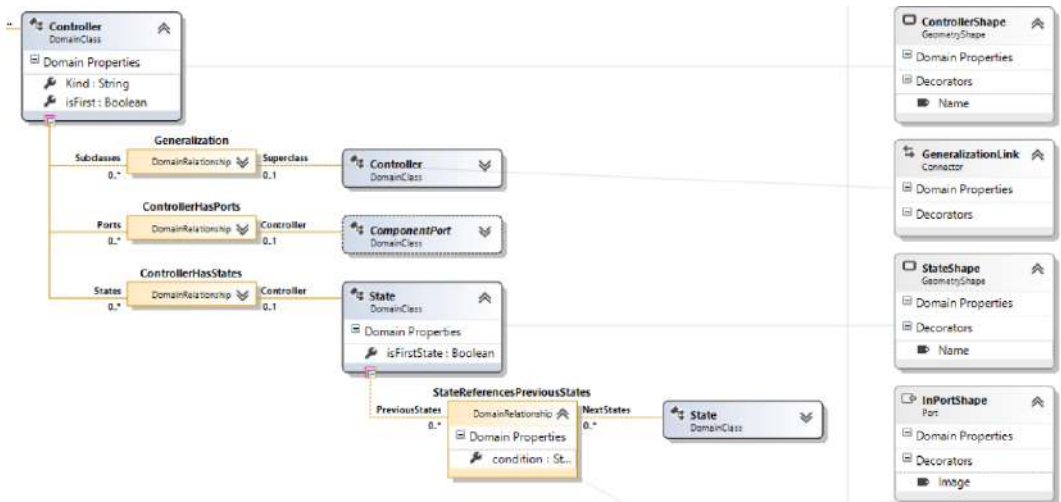 Controller
DomainClass
Domain Properties
Kind : String
isFirst : Boolean
Generalization
Subclasses
0..*
DomainRelationship
Superclass
0..1
Controller
DomainClass
ControllerHasPorts
Ports
0..*
DomainRelationship
Controller
0..1
ComponentPort
DomainClass
ControllerHasStates
States
0..*
DomainRelationship
Controller
0..1
State
DomainClass
Domain Properties
isFirstState : Boolean
StateReferencesPreviousStates
PreviousStates
0..*
DomainRelationship
Domain Properties
condition : St...
NextStates
0..*
State
DomainClass
ControllerShape
GeometryShape
Domain Properties
Decorators
Name
GeneralizationLink
Connector
Domain Properties
Decorators
StateShape
GeometryShape
Domain Properties
Decorators
Name
InPortShape
Port
Domain Properties
Decorators
Image